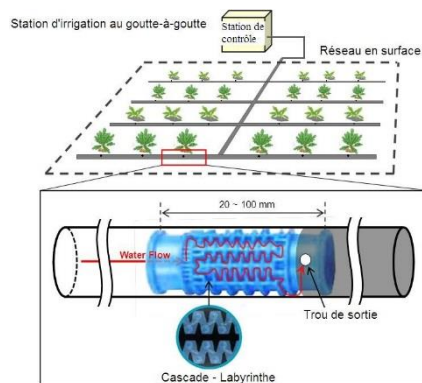 Station d'irrigation au goutte-à-goutte
Station de
contrôle
Réseau en surface
20 ~ 100 mm
Water Flow
Trou de sortie
Cascade - Labyrinthe